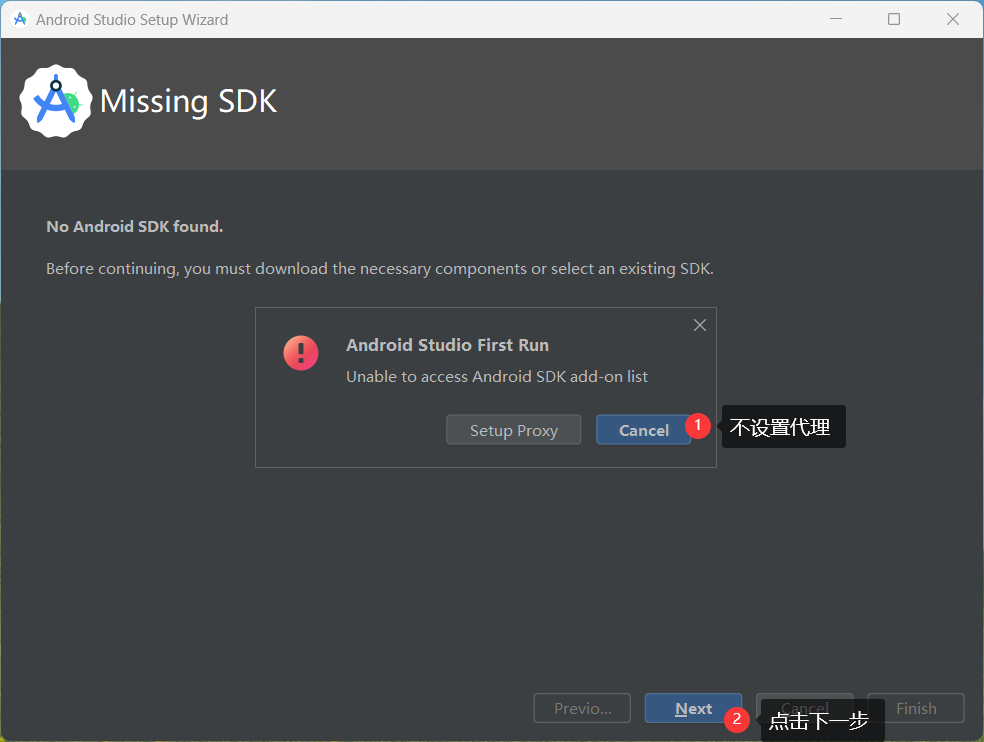 Android Studio Setup Wizard
Missing SDK
No Android SDK found.
Before continuing, you must download the necessary components or select an existing SDK.
Android Studio First Run
Unable to access Android SDK add-on list
Setup Proxy
Cancel
1
不设置代理
Previo...
Next
2
Cancel
点击下一步
Finish